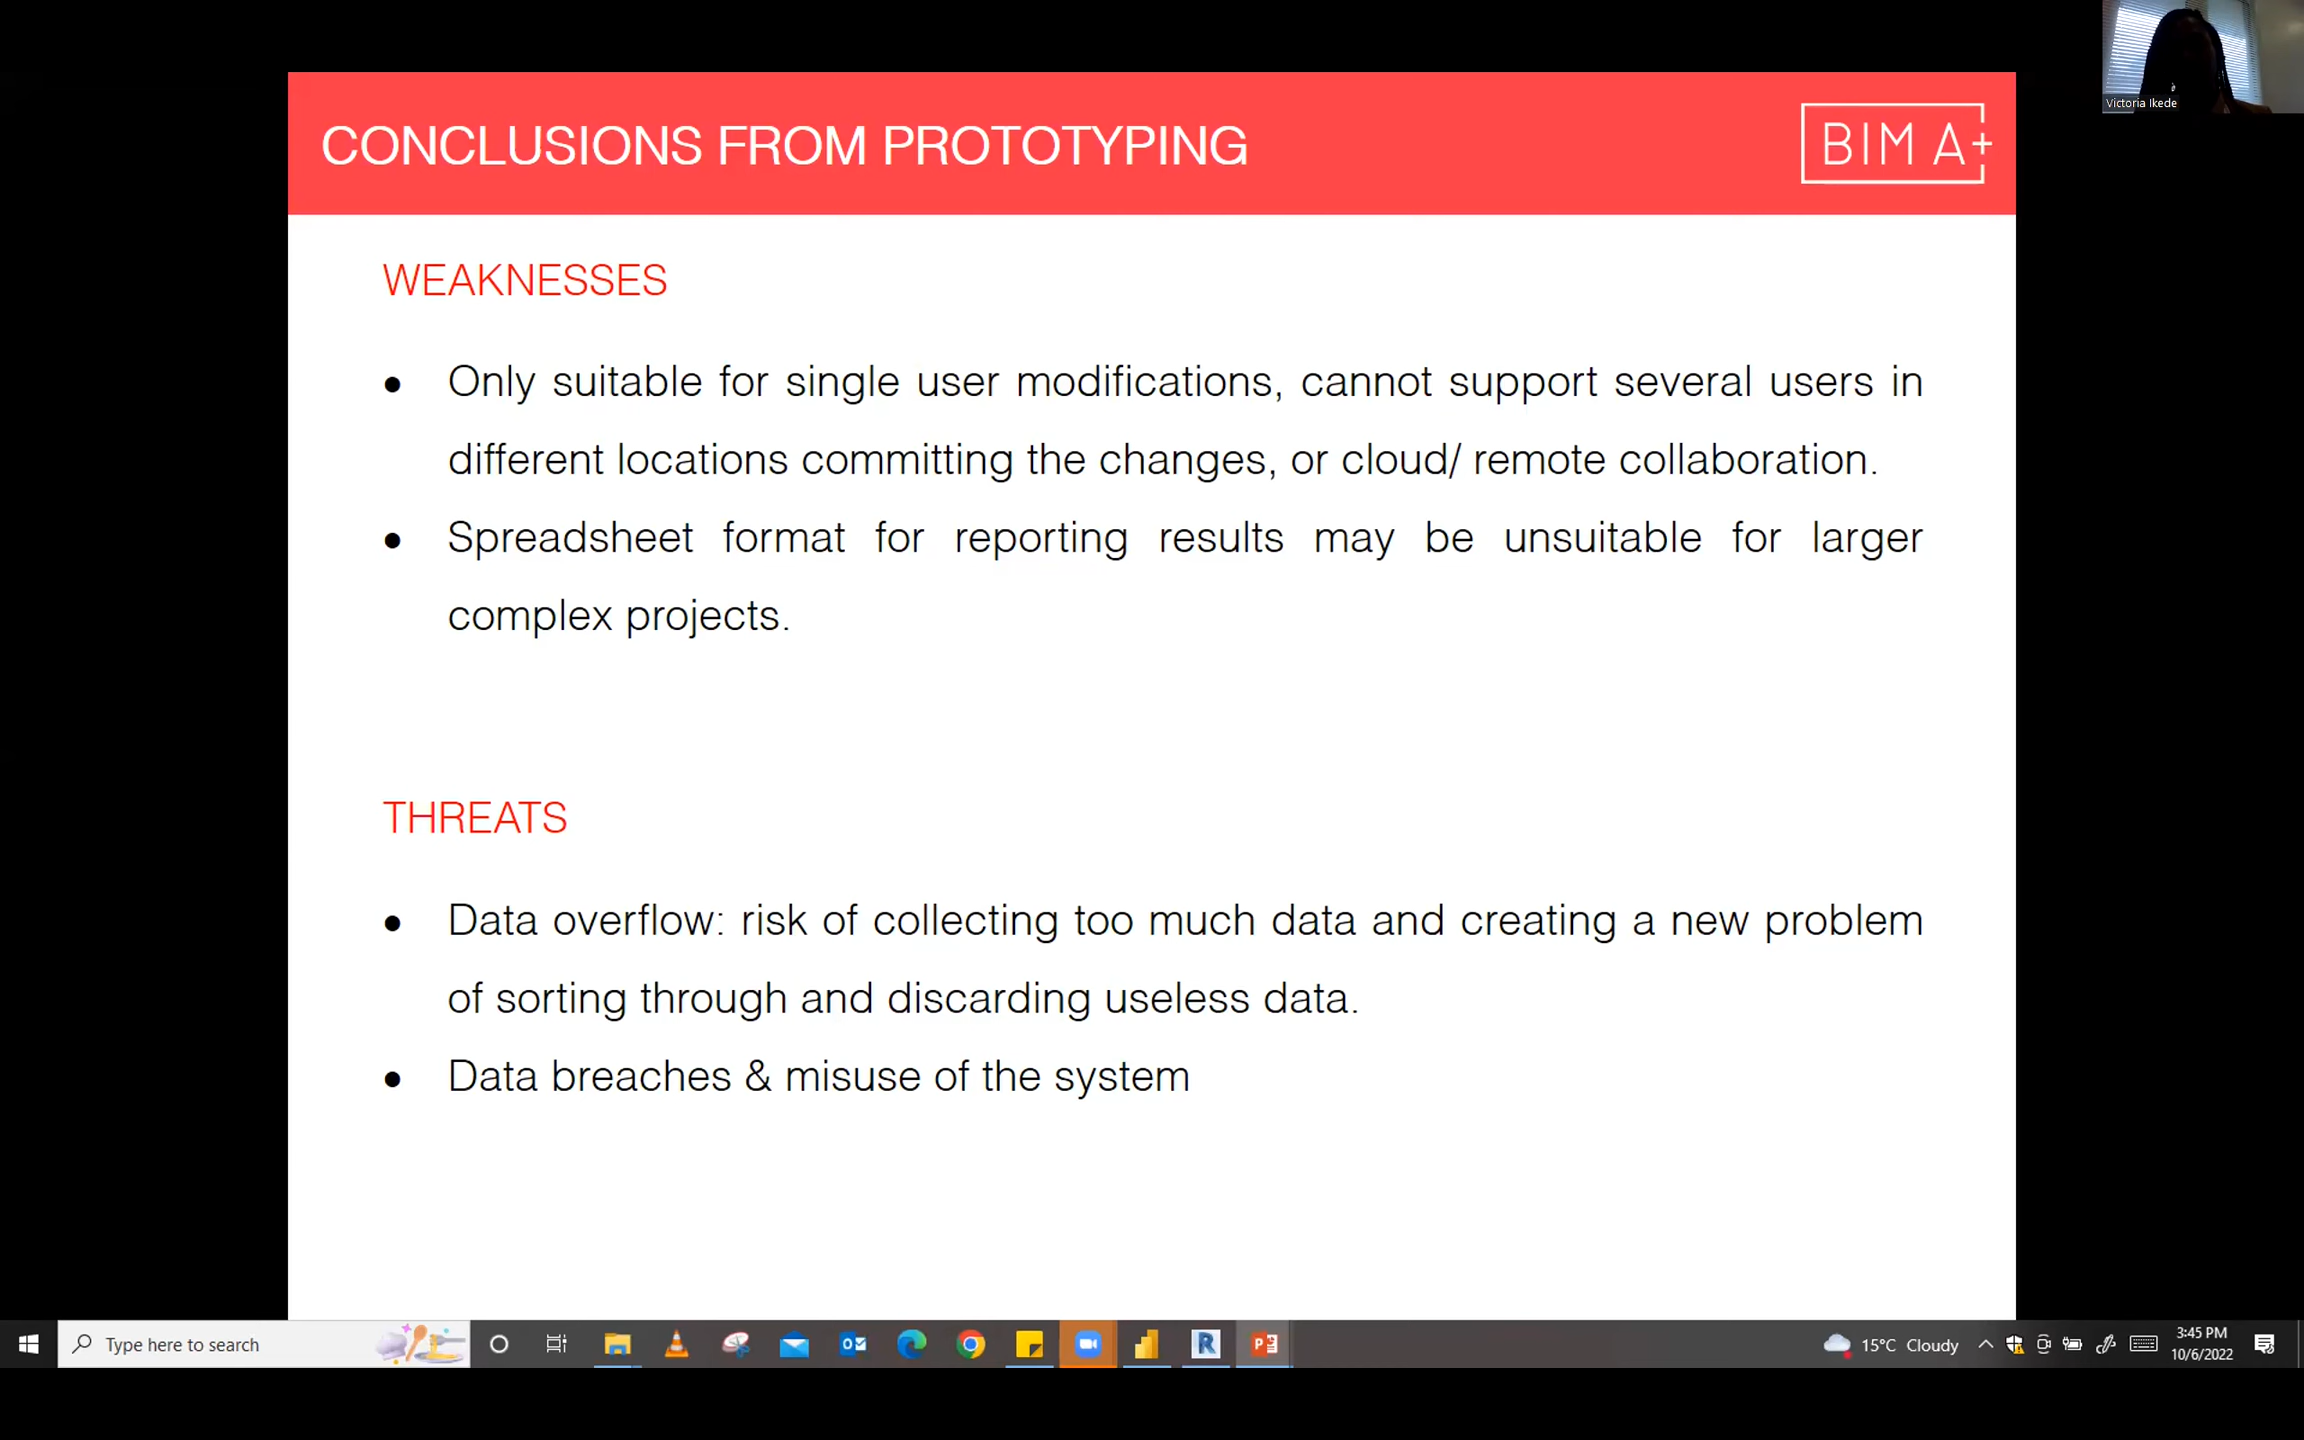 Victoria Ikede
CONCLUSIONS FROM PROTOTYPING
BIM A+
WEAKNESSES
● Only suitable for single user modifications, cannot support several users in
different locations committing the changes, or cloud/ remote collaboration.
● Spreadsheet format for reporting results may be unsuitable for larger
complex projects.
THREATS
● Data overflow: risk of collecting too much data and creating a new problem
of sorting through and discarding useless data.
● Data breaches & misuse of the system
Type here to search
15°C Cloudy
3:45 PM
10/6/2022